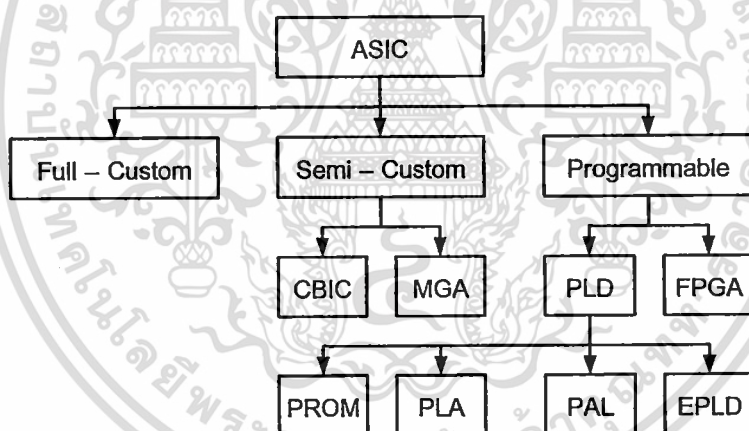 ASIC
Full – Custom
Semi – Custom
Programmable
CBIC
MGA
PLD
FPGA
PROM
PLA
PAL
EPLD